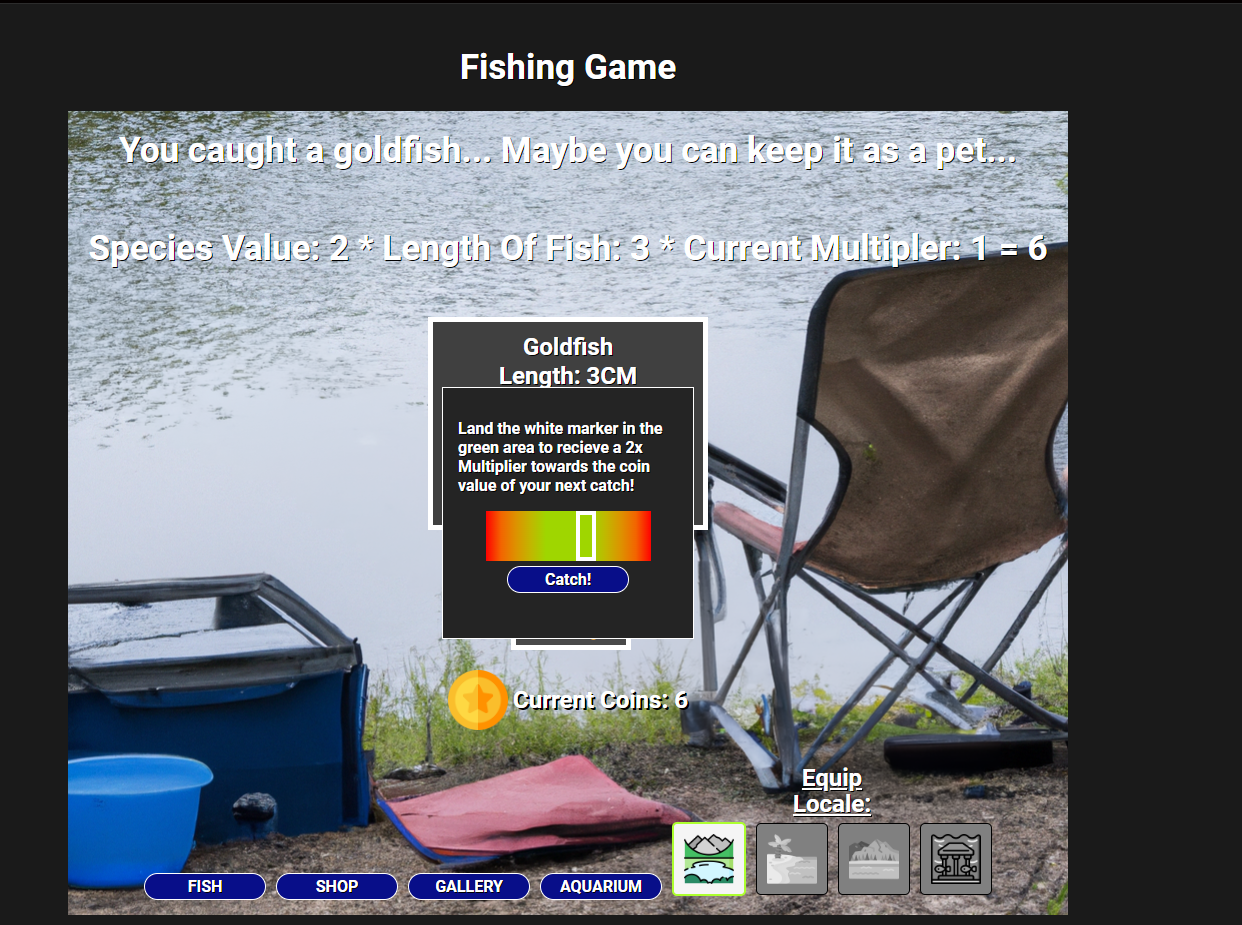 Fishing Game
You caught a goldfish... Maybe you can keep it as a pet...
Species Value: 2 * Length Of Fish: 3 * Current Multipler: 1 = 6
Goldfish
Length: 3CM
Land the white marker in the
green area to recieve a 2x
Multiplier towards the coin
value of your next catch!
Catch!
Current Coins: 6
Equip
Locale:
FISH
SHOP
GALLERY
AQUARIUM